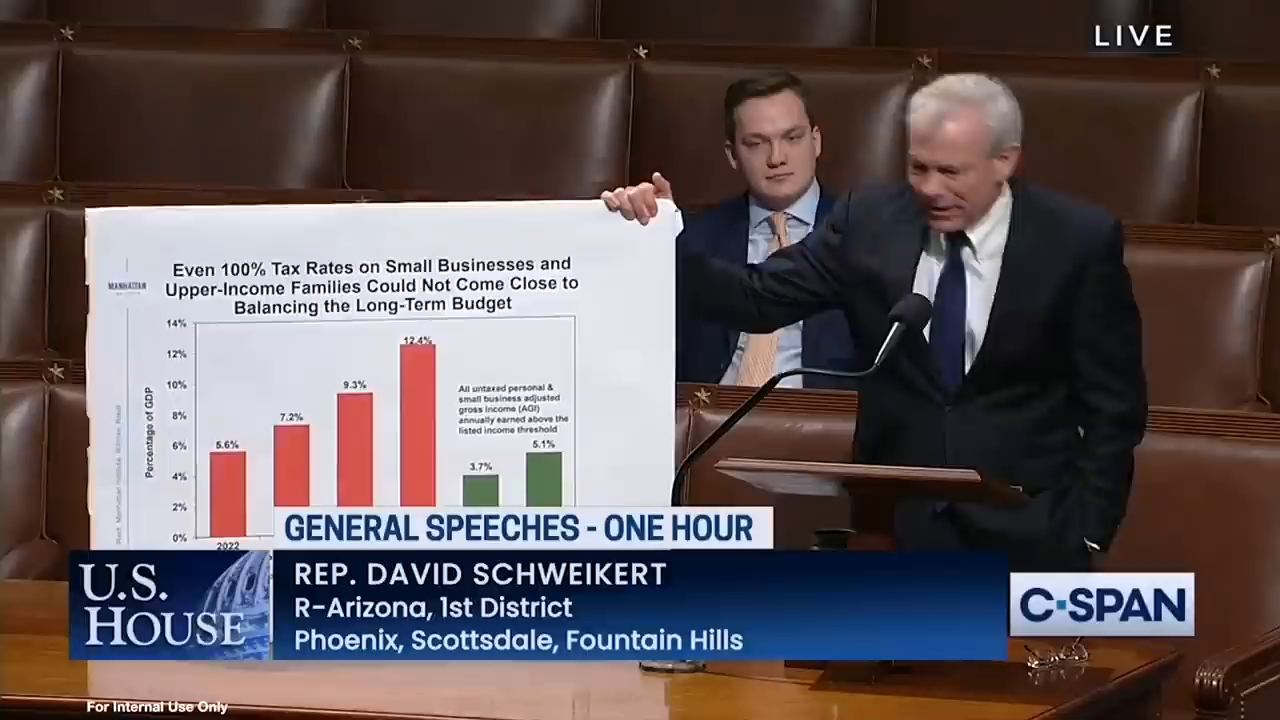 LIVE
MANHATTAN
Even 100% Tax Rates on Small Businesses and
Upper-Income Families Could Not Come Close to
Balancing the Long-Term Budget
14%
12%
10%
8%
6%
4%
2%
0%
Percentage of GDP
5.6%
7.2%
9.3%
12.4%
3.7%
5.1%
All untaxed personal &
small business adjusted
gross income (AGI)
annually earned above the
listed income threshold
2022
GENERAL SPEECHES - ONE HOUR
U.S.
HOUSE
REP. DAVID SCHWEIKERT
R-Arizona, 1st District
Phoenix, Scottsdale, Fountain Hills
C·SPAN
For Internal Use Only